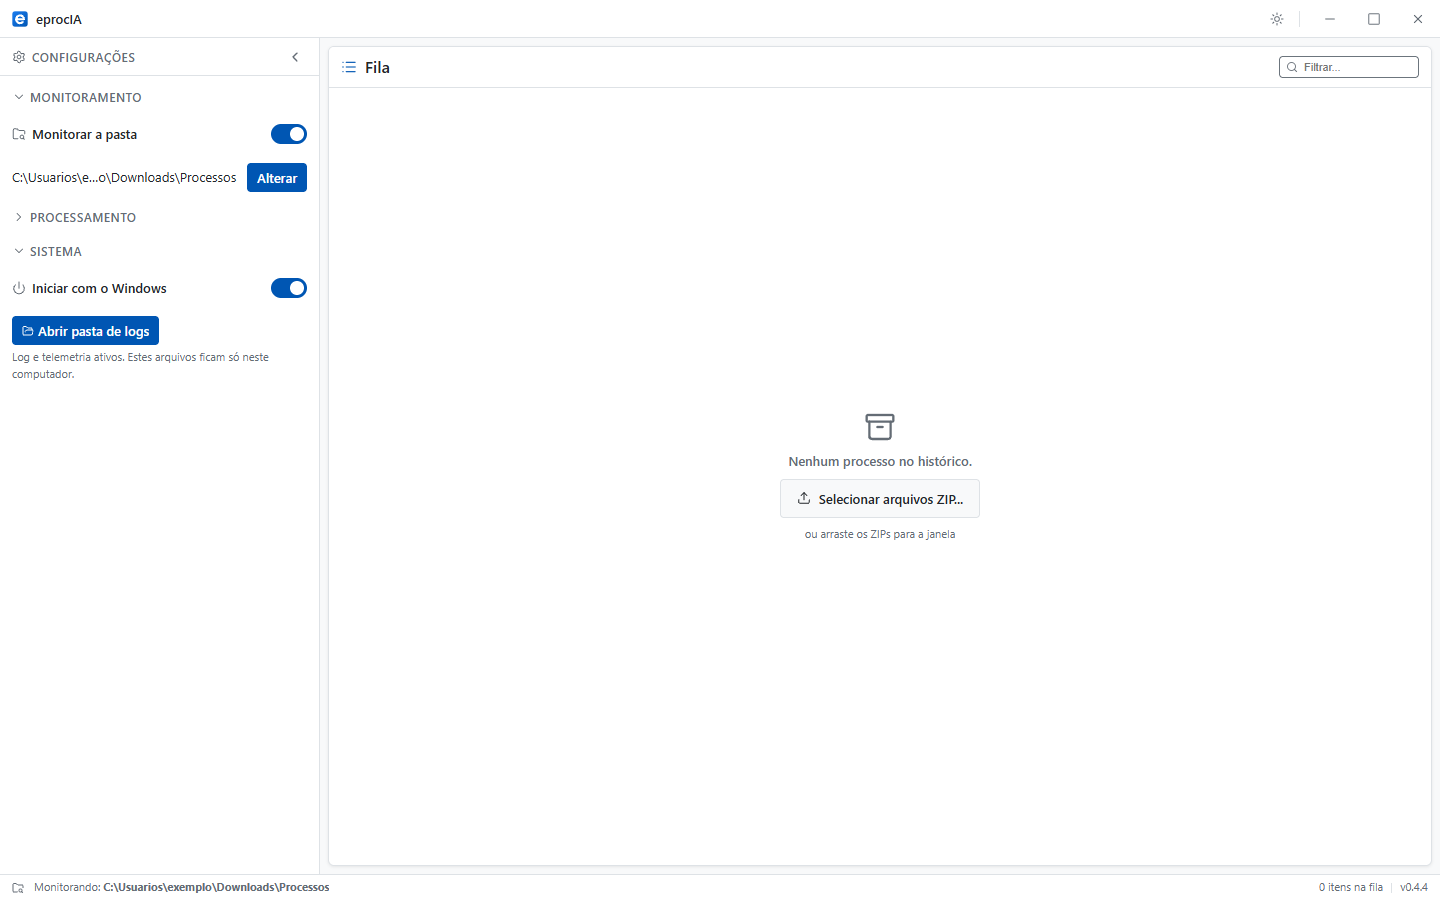 eprocIA
CONFIGURAÇÕES
MONITORAMENTO
Monitorar a pasta
C:\Usuarios\e...o\Downloads\Processos
Alterar
PROCESSAMENTO
SISTEMA
Iniciar com o Windows
Abrir pasta de logs
Log e telemetria ativos. Estes arquivos ficam só neste
computador.
Fila
Filtrar...
Nenhum processo no histórico.
Selecionar arquivos ZIP...
ou arraste os ZIPs para a janela
Monitorando: C:\Usuarios\exemplo\Downloads\Processos
0 itens na fila
v0.4.4